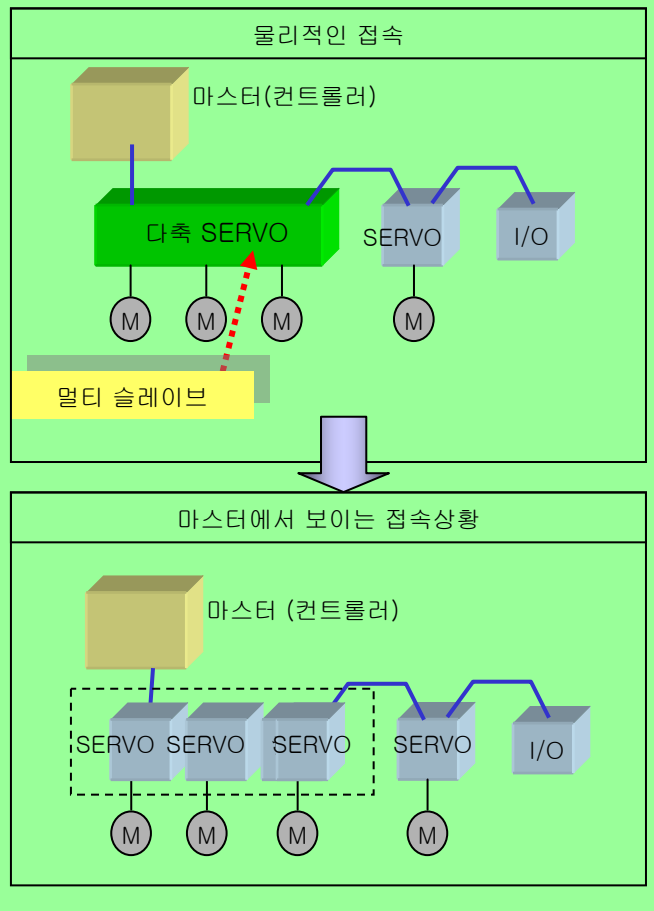 물리적인 접속
마스터(컨트롤러)
다축 SERVO
SERVO
I/O
M
M
M
M
멀티 슬레이브
마스터에서 보이는 접속상황
마스터 (컨트롤러)
SERVO
SERVO
SERVO
SERVO
I/O
M
M
M
M